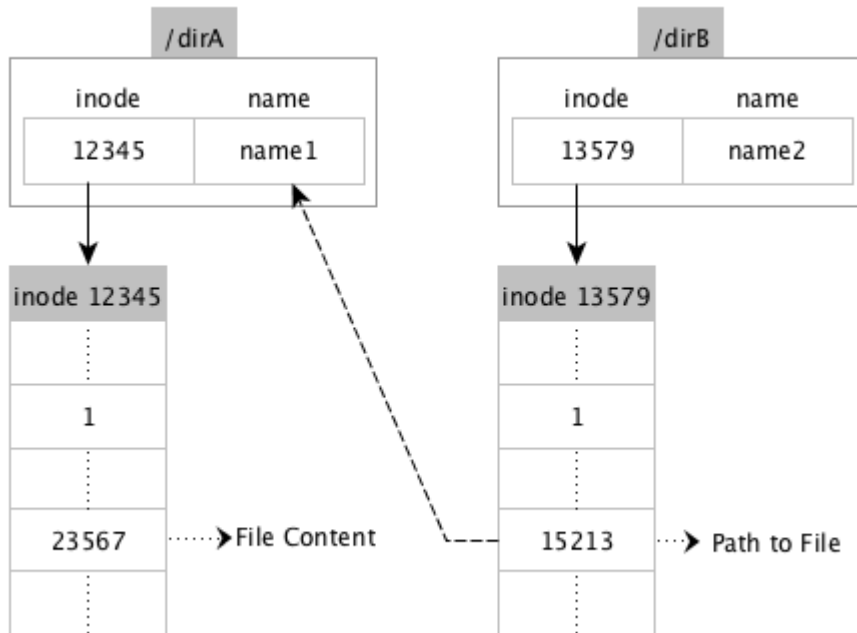 /dirA
/dirB
inode name
inode name
12345 name1
13579 name2
inode 12345
inode 13579
1
1
23567
File Content
15213
Path to File